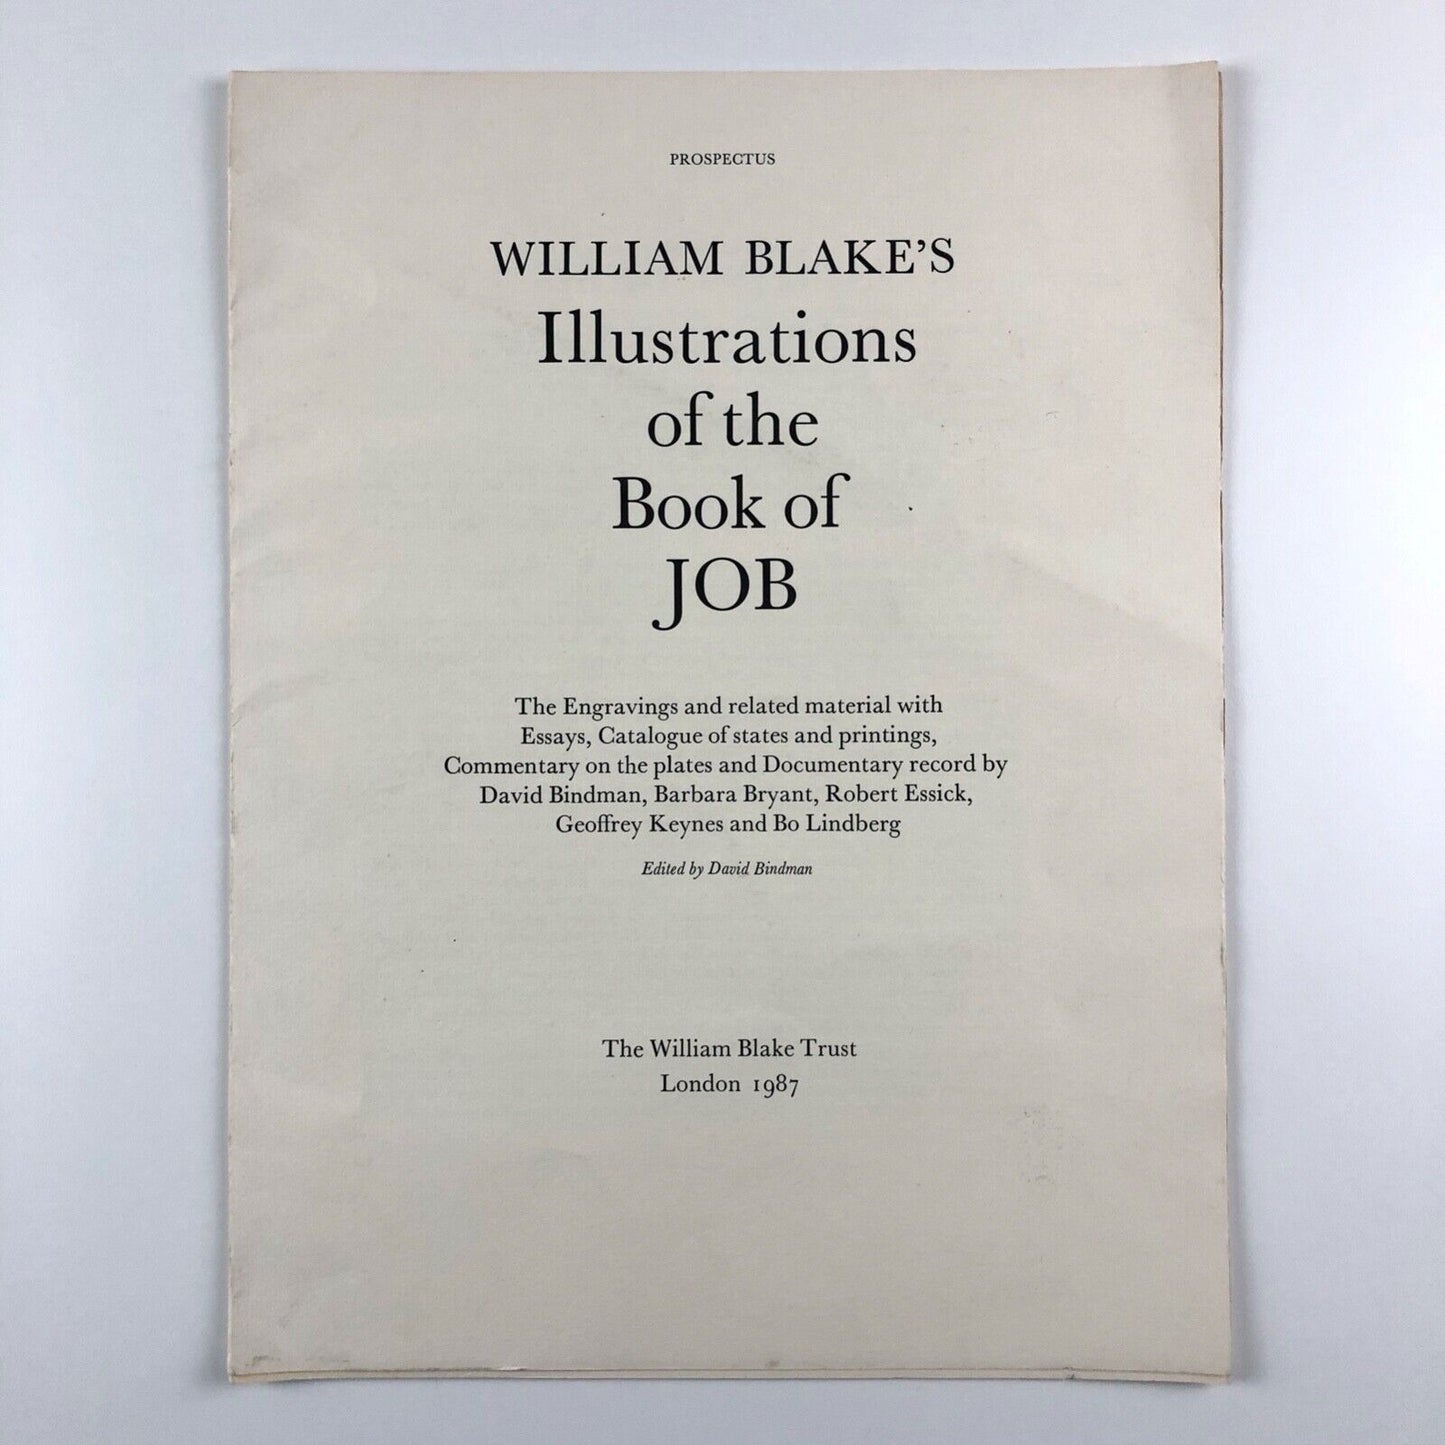 PROSPECTUS
WILLIAM BLAKE’S
Illustrations
of the
Book of
JOB
The Engravings and related material with
Essays, Catalogue of states and printings,
Commentary on the plates and Documentary record by
David Bindman, Barbara Bryant, Robert Essick,
Geoffrey Keynes and Bo Lindberg
Edited by David Bindman
The William Blake Trust
London 1987